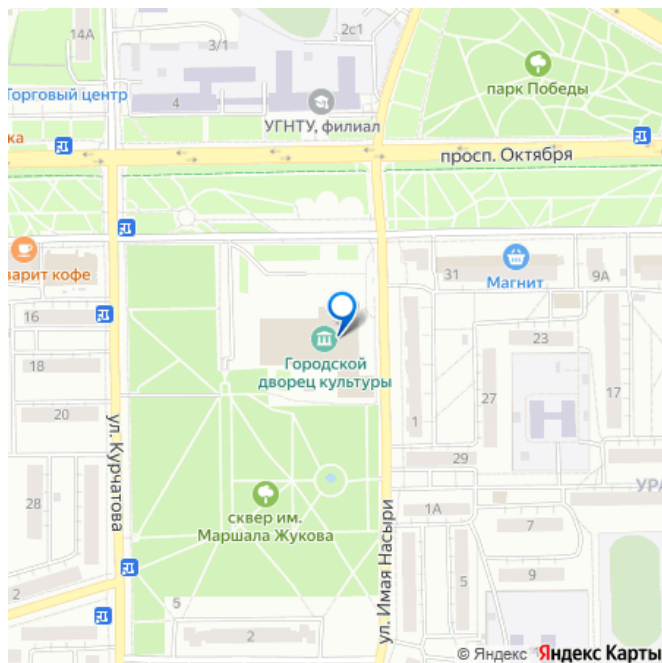 14А
2с1
3/1
Торговый центр
4
парк Победы
УГНТУ, филиал
ка
просп. Октября
варит кофе
31
Магнит
9А
16
18
Городской
дворец культуры
23
20
27
17
1
ул. Курчатова
29
28
сквер им.
Маршала Жукова
УРА
1А
7
ул. Имая Насыри
5
9
2
5
2
© Яндекс Яндекс Карты